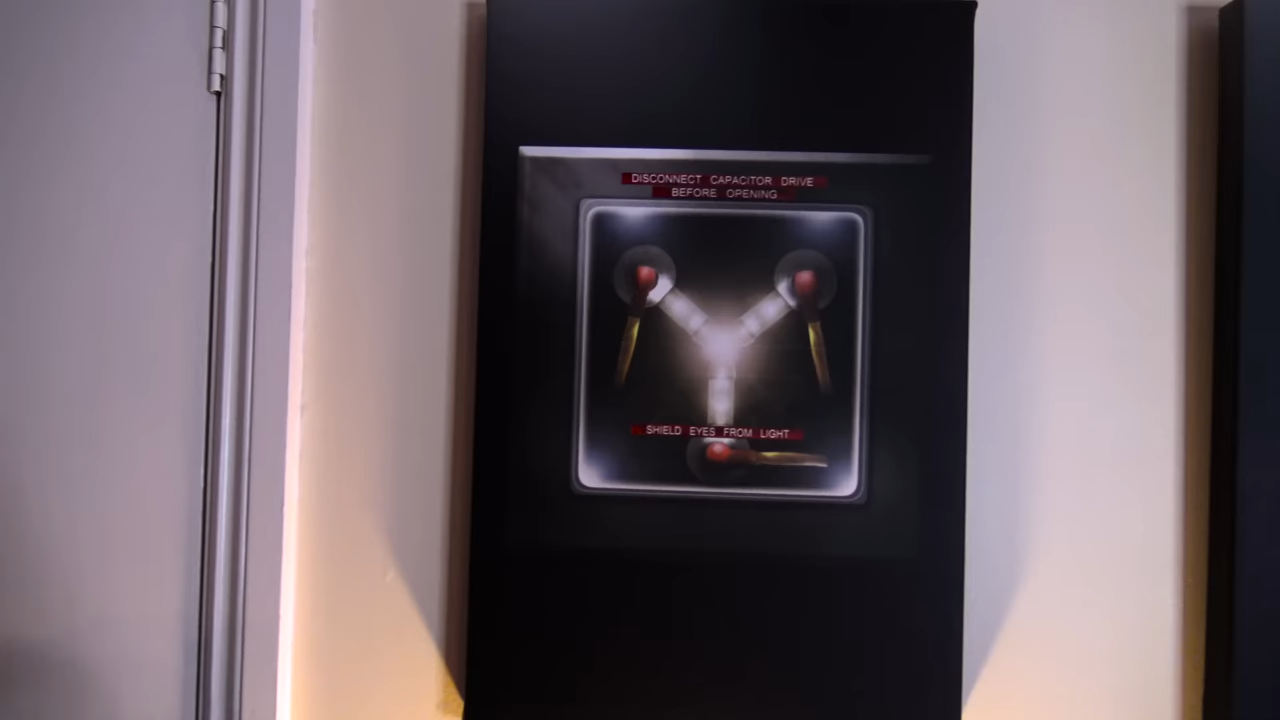 DISCONNECT CAPACITOR DRIVE
BEFORE OPENING
SHIELD EYES FROM LIGHT